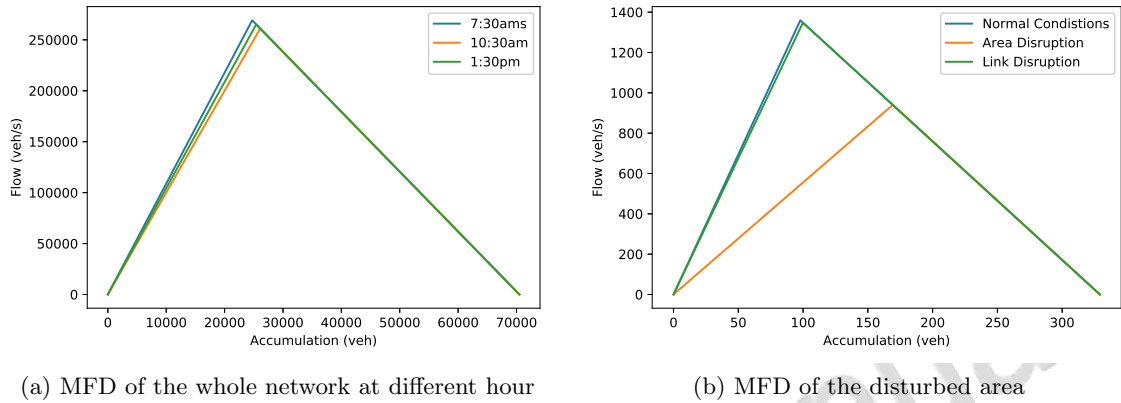 7:30ams
10:30am
1:30pm
250000
200000
150000
100000
50000
0
Flow (veh/s)
0 10000 20000 30000 40000 50000 60000 70000
Accumulation (veh)
(a) MFD of the whole network at different hour
Normal Condistions
Area Disruption
Link Disruption
1400
1200
1000
800
600
400
200
0
Flow (veh/s)
0 50 100 150 200 250 300
Accumulation (veh)
(b) MFD of the disturbed area